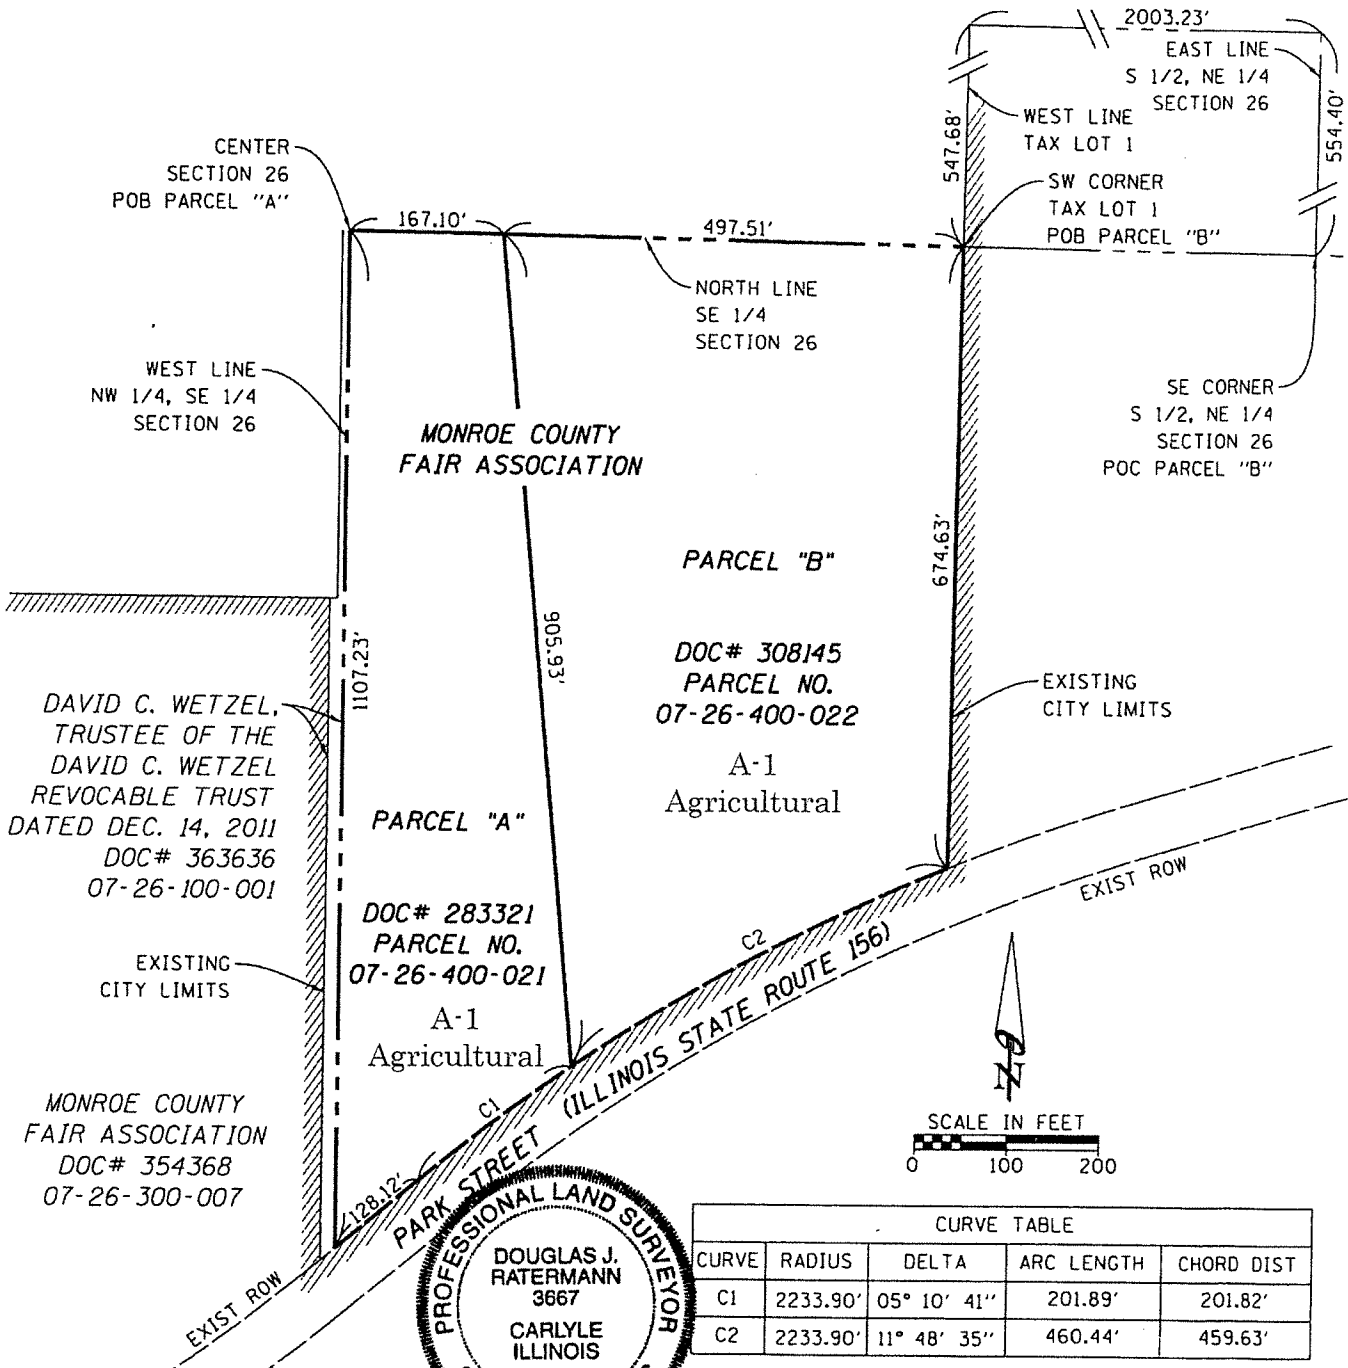 2003.23'
EAST LINE
S 1/2, NE 1/4
SECTION 26
554.40'
547.68'
WEST LINE
TAX LOT 1
SW CORNER
TAX LOT 1
POB PARCEL "B"
CENTER
SECTION 26
POB PARCEL "A"
167.10'
497.51'
NORTH LINE
SE 1/4
SECTION 26
WEST LINE
NW 1/4, SE 1/4
SECTION 26
SE CORNER
S 1/2, NE 1/4
SECTION 26
POC PARCEL "B"
MONROE COUNTY
FAIR ASSOCIATION
674.63'
PARCEL "B"
DOC# 308145
PARCEL NO.
07-26-400-022
A-1
Agricultural
905.93'
1107.23'
EXISTING
CITY LIMITS
DAVID C. WETZEL,
TRUSTEE OF THE
DAVID C. WETZEL
REVOCABLE TRUST
DATED DEC. 14, 2011
DOC# 363636
07-26-100-001
PARCEL "A"
DOC# 283321
PARCEL NO.
07-26-400-021
A-1
Agricultural
EXISTING
CITY LIMITS
MONROE COUNTY
FAIR ASSOCIATION
DOC# 354368
07-26-300-007
C2
C1
128.12'
PARK STREET (ILLINOIS STATE ROUTE 156)
EXIST ROW
EXIST ROW
N
SCALE IN FEET
0 100 200
PROFESSIONAL LAND SURVEYOR
DOUGLAS J.
RATERMANN
3667
CARLYLE
ILLINOIS
CURVE TABLE
CURVE RADIUS DELTA ARC LENGTH CHORD DIST
C1 2233.90' 05° 10' 41'' 201.89' 201.82'
C2 2233.90' 11° 48' 35'' 460.44' 459.63'